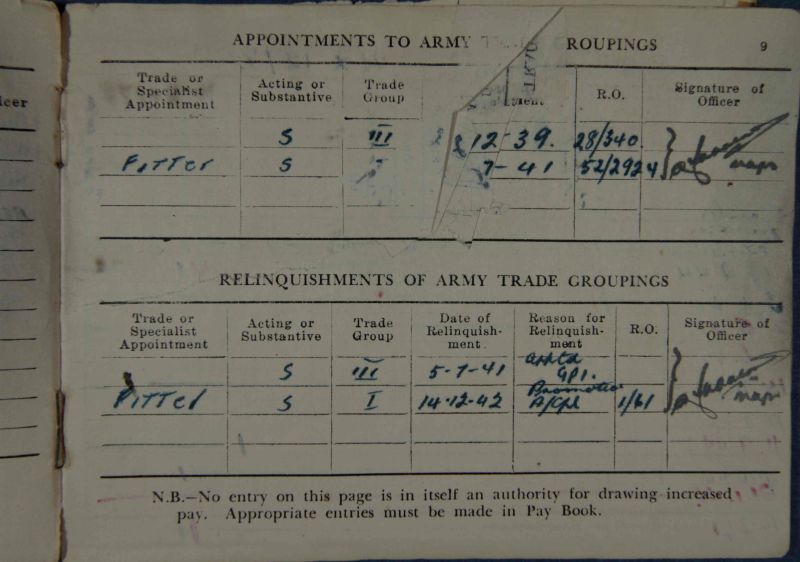 APPOINTMENTS TO ARMY T ROUPINGS 9
Trade or Specialist Appointment Acting or Substantive Trade Group ment R.O. Signature of Officer
S III 12-39. 28/340
Fitter S 7-41 52/2924
RELINQUISHMENTS OF ARMY TRADE GROUPINGS
Trade or Specialist Appointment Acting or Substantive Trade Group Date of Relinquish-ment. Reason for Relinquish-ment R.O. Signature of Officer
S III 5-7-41 GPI.
Fitter S I 14-12-42 Promotion A/Cpl 1/61
N.B.—No entry on this page is in itself an authority for drawing increased
pay. Appropriate entries must be made in Pay Book.